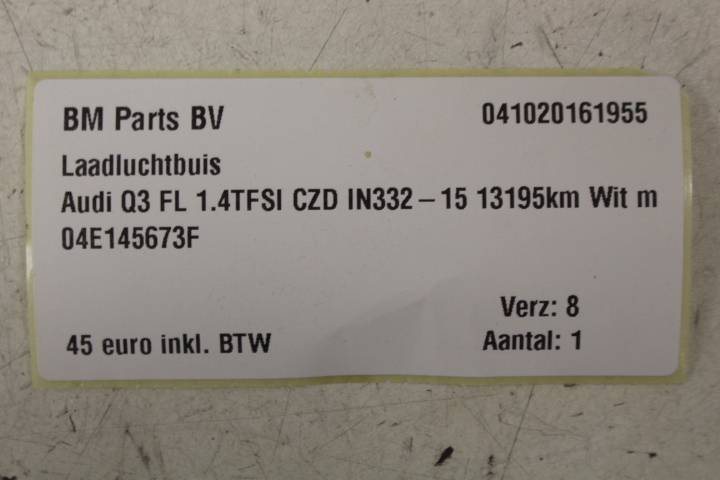 BM Parts BV 041020161955
Laadluchtbuis
Audi Q3 FL 1.4TFSI CZD IN332 – 15 13195km Wit m
04E145673F
Verz: 8
45 euro inkl. BTW Aantal: 1